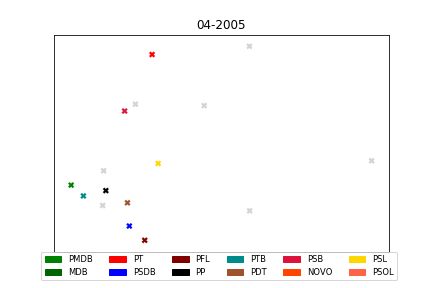 04-2005
PMDB PT PFL PTB PSB PSL
MDB PSDB PP PDT NOVO PSOL